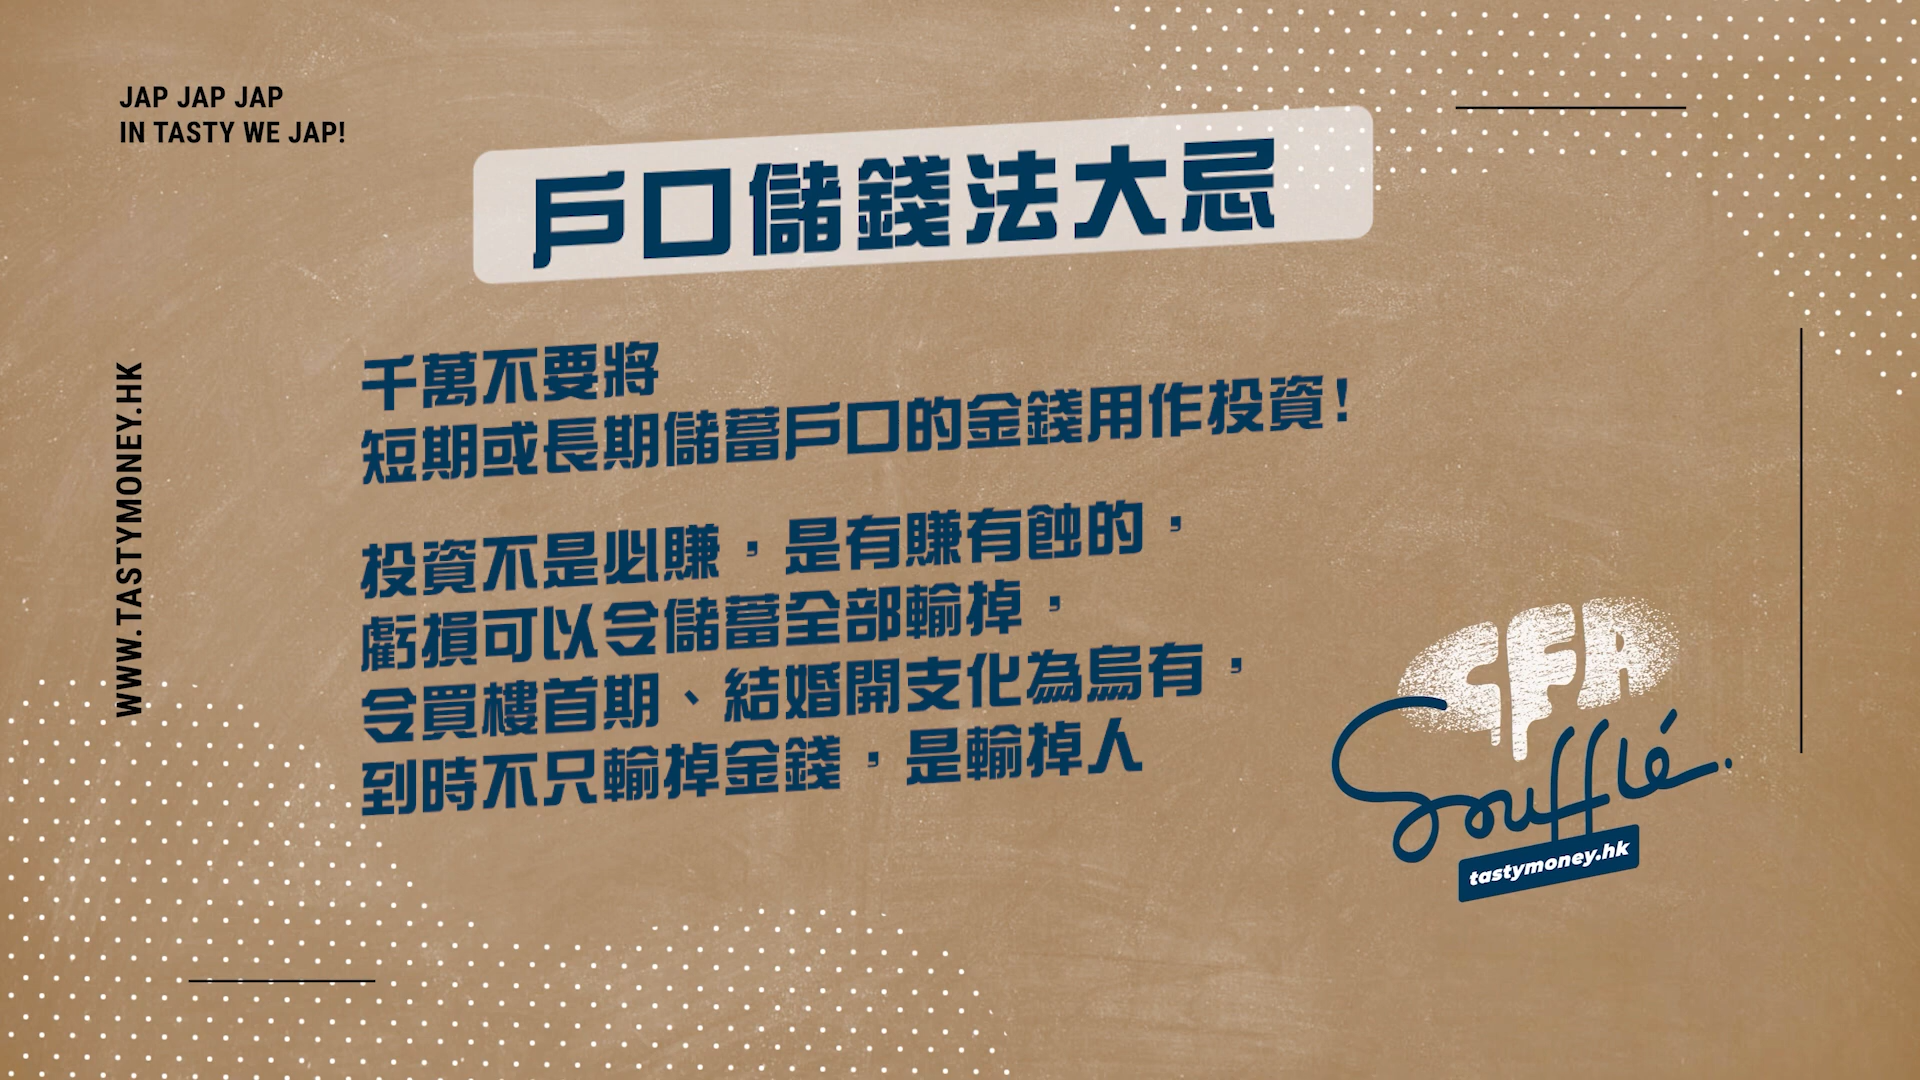 JAP JAP JAP
IN TASTY WE JAP!
戶口儲錢法大忌
千萬不要將
短期或長期儲蓄戶口的金錢用作投資！
投資不是必賺，是有賺有蝕的，
虧損可以令儲蓄全部輸掉，
令買樓首期、結婚開支化為烏有，
到時不只輸掉金錢，是輸掉人
WWW.TASTYMONEY.HK
CFA
Soufflé.
tastymoney.hk